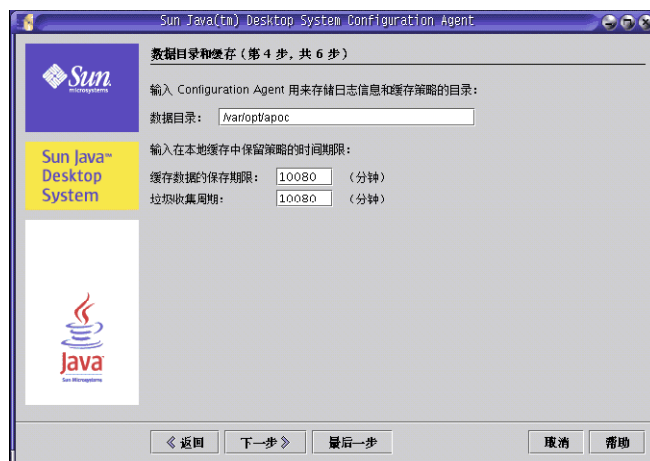 Sun Java(tm) Desktop System Configuration Agent
Sun
microsystems
Sun Java™
Desktop
System
Java
Sun Microsystems
数据目录和缓存(第 4 步,共 6 步)
输入 Configuration Agent 用来存储日志信息和缓存策略的目录:
数据目录: /var/opt/apoc
输入在本地缓存中保留策略的时间期限:
缓存数据的保存期限: 10080 (分钟)
垃圾收集周期: 10080 (分钟)
《 返回 下一步 》 最后一步 取消 帮助